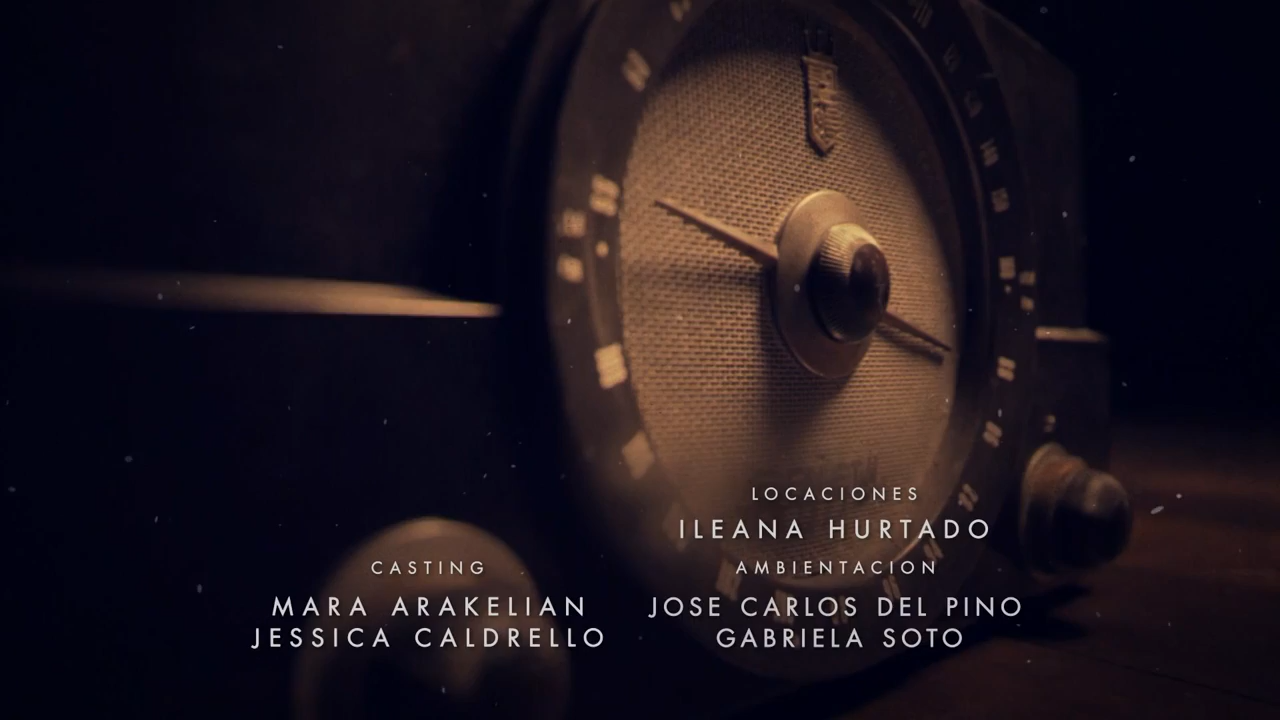 CASTING
MARA ARAKELIAN
JESSICA CALDRELLO
LOCACIONES
ILEANA HURTADO
AMBIENTACION
JOSE CARLOS DEL PINO
GABRIELA SOTO